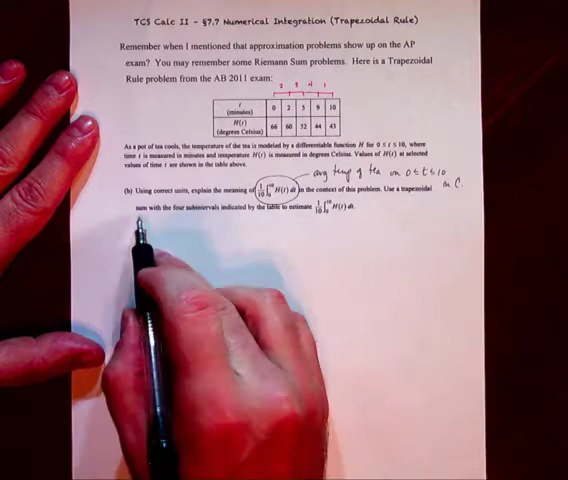 TCS Calc II - §7.7 Numerical Integration (Trapezoidal Rule)
Remember when I mentioned that approximation problems show up on the AP
exam? You may remember some Riemann Sum problems. Here is a Trapezoidal
Rule problem from the AB 2011 exam:
2 3 4 1
t (minutes) 0 2 5 9 10
H(t) (degrees Celsius) 66 60 52 44 43
As a pot of tea cools, the temperature of the tea is modeled by a differentiable function H for 0 ≤ t ≤ 10, where
time t is measured in minutes and temperature H(t) is measured in degrees Celsius. Values of H(t) at selected
values of time t are shown in the table above.
avg temp of tea on 0≤t≤10
in °C.
(b) Using correct units, explain the meaning of 1/10 ∫₀¹⁰ H(t) dt in the context of this problem. Use a trapezoidal
sum with the four subintervals indicated by the table to estimate 1/10 ∫₀¹⁰ H(t) dt.